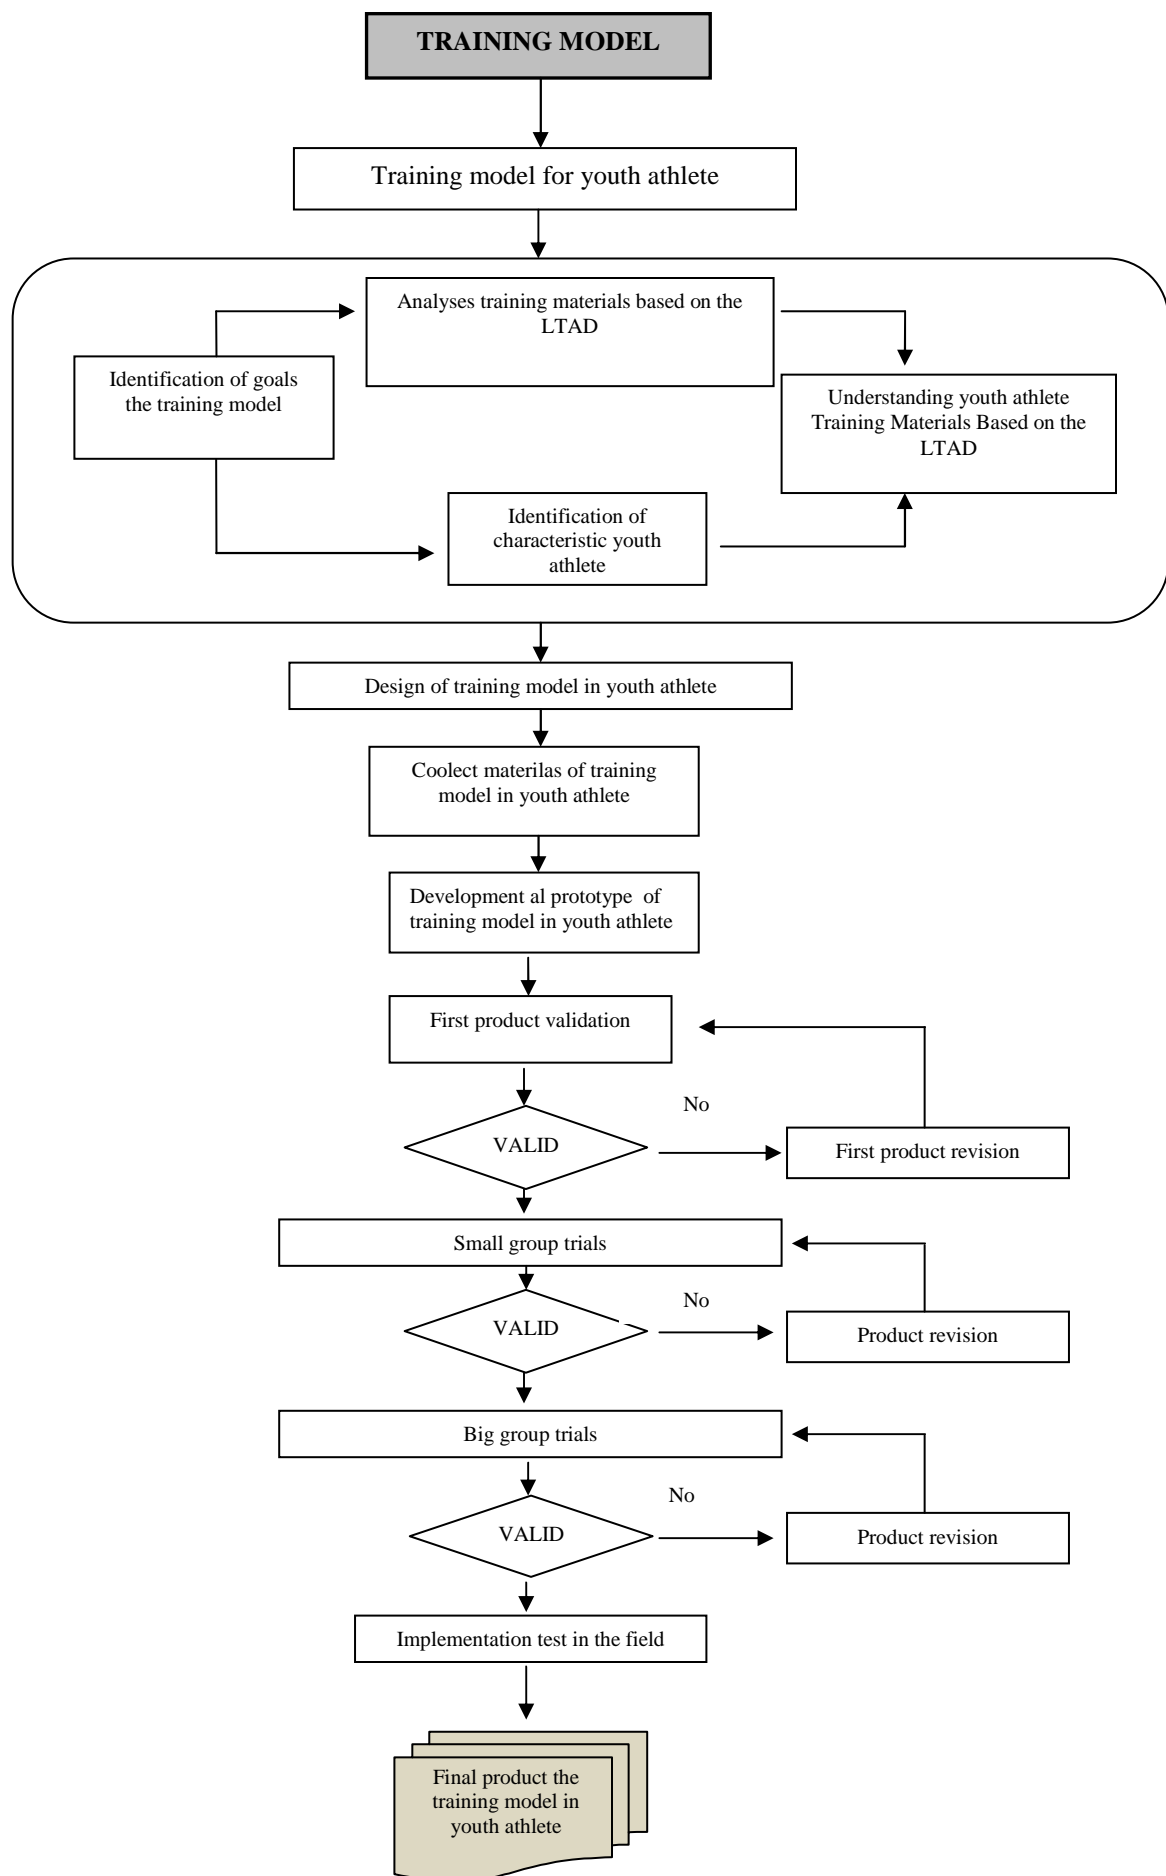 TRAINING MODEL
Training model for youth athlete
Analyses training materials based on the
LTAD
Identification of goals
the training model
Understanding youth athlete
Training Materials Based on the
LTAD
Identification of
characteristic youth
athlete
Design of training model in youth athlete
Coolect materilas of training
model in youth athlete
Development al prototype of
training model in youth athlete
First product validation
No
VALID
First product revision
Small group trials
No
VALID
Product revision
Big group trials
No
VALID
Product revision
Implementation test in the field
Final product the
training model in
youth athlete